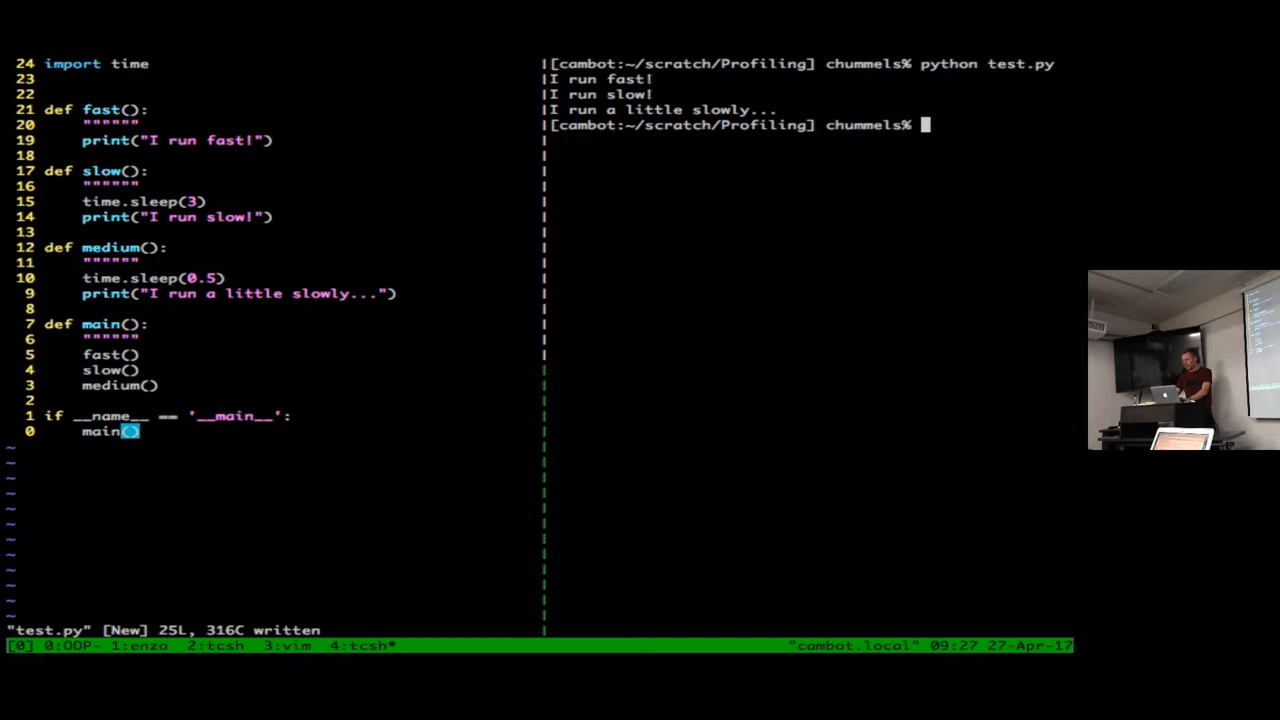 24 import time
23
22
21 def fast():
20     """"""
19     print("I run fast!")
18
17 def slow():
16     """"""
15     time.sleep(3)
14     print("I run slow!")
13
12 def medium():
11     """"""
10     time.sleep(0.5)
9     print("I run a little slowly...")
8
7 def main():
6     """"""
5     fast()
4     slow()
3     medium()
2
1 if __name__ == '__main__':
0     main()
~
~
~
~
~
~
~
~
~
~
~
"test.py" [New] 25L, 316C written
[cambot:~/scratch/Profiling] chummels% python test.py
I run fast!
I run slow!
I run a little slowly...
[cambot:~/scratch/Profiling] chummels%
[0] 0:OOP- 1:enzo 2:tcsh 3:vim 4:tcsh* "cambot.local" 09:27 27-Apr-17